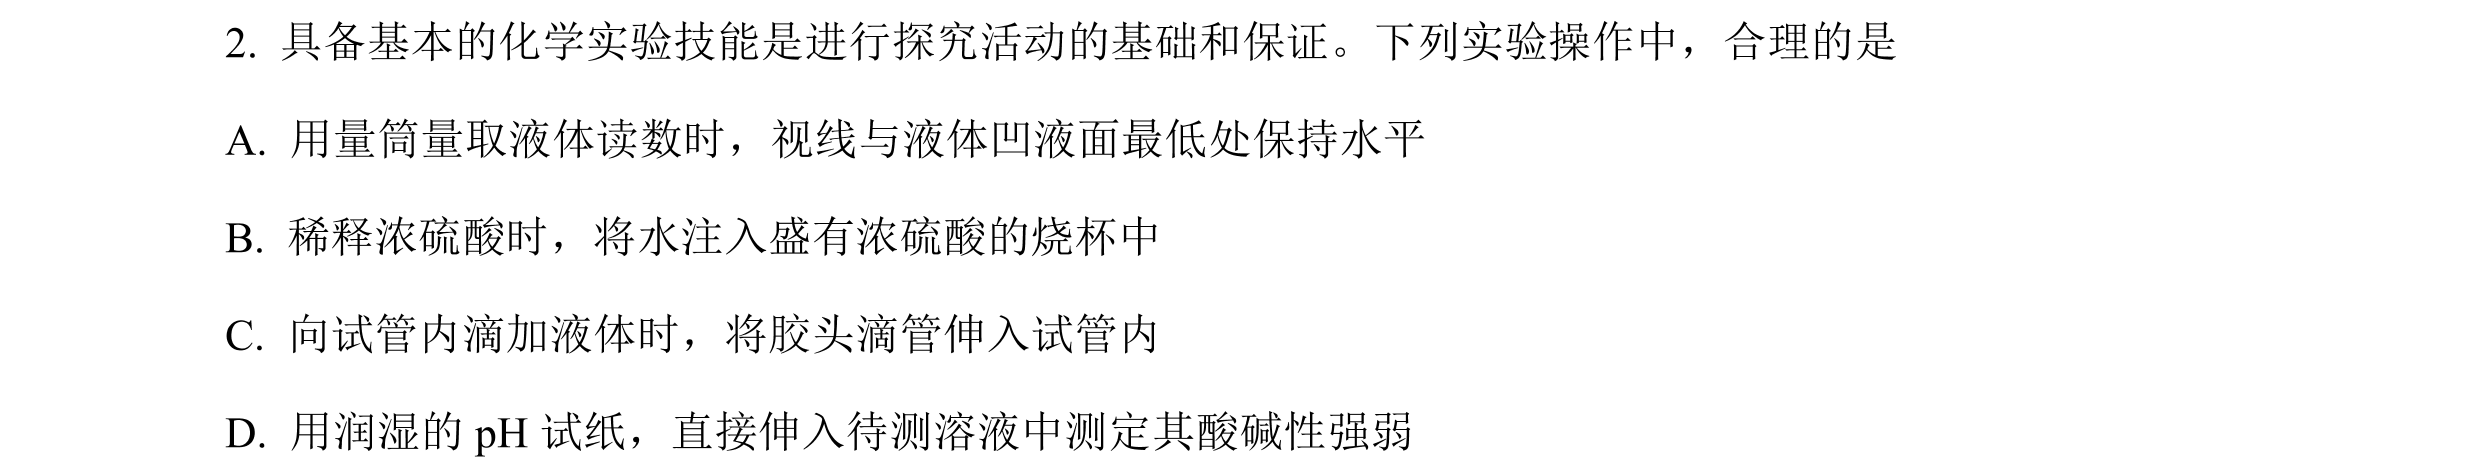 2. 具备基本的化学实验技能是进行探究活动的基础和保证。下列实验操作中，合理的是
A. 用量筒量取液体读数时，视线与液体凹液面最低处保持水平
B. 稀释浓硫酸时，将水注入盛有浓硫酸的烧杯中
C. 向试管内滴加液体时，将胶头滴管伸入试管内
D. 用润湿的 pH 试纸，直接伸入待测溶液中测定其酸碱性强弱